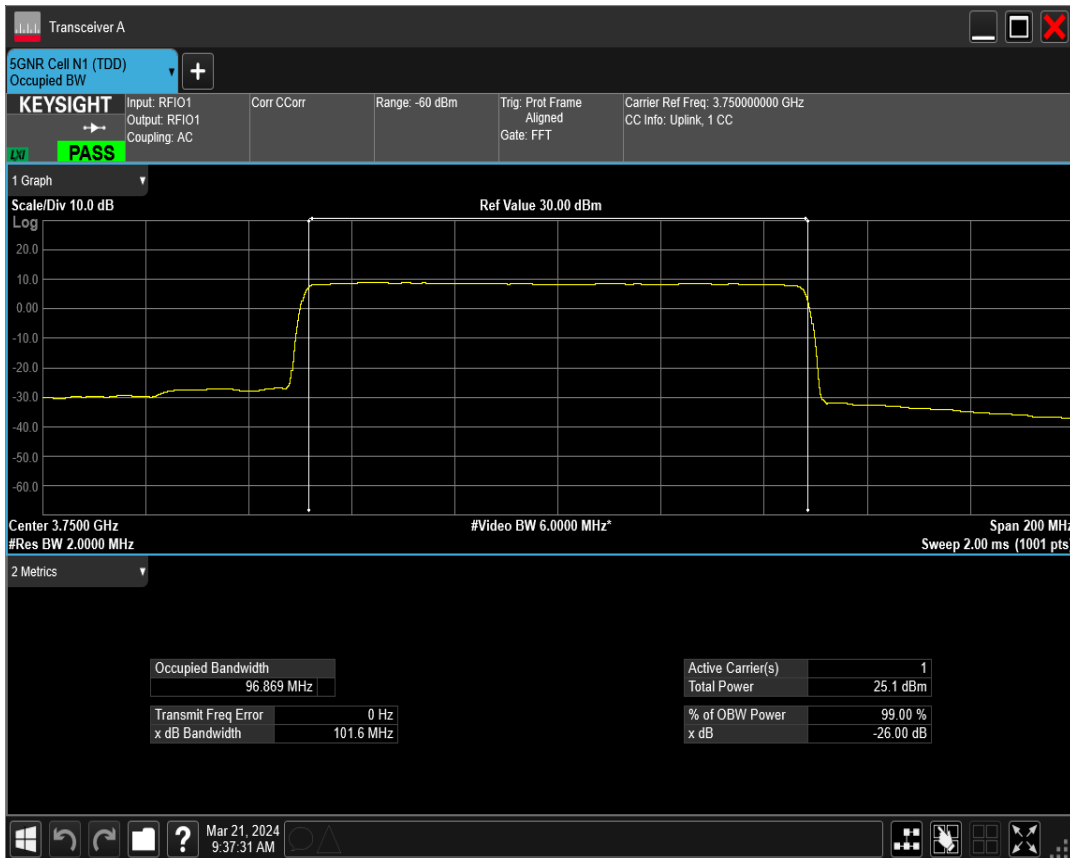 Transceiver A
5GNR Cell N1 (TDD)
Occupied BW
+
KEYSIGHT
LXI
PASS
Input: RFIO1
Output: RFIO1
Coupling: AC
Corr CCorr
Range: -60 dBm
Trig: Prot Frame
Aligned
Gate: FFT
Carrier Ref Freq: 3.750000000 GHz
CC Info: Uplink, 1 CC
1 Graph
Scale/Div 10.0 dB
Ref Value 30.00 dBm
Log
20.0
10.0
0.00
-10.0
-20.0
-30.0
-40.0
-50.0
-60.0
Center 3.7500 GHz
#Video BW 6.0000 MHz*
Span 200 MHz
#Res BW 2.0000 MHz
Sweep 2.00 ms (1001 pts)
2 Metrics
Occupied Bandwidth
96.869 MHz
Transmit Freq Error 0 Hz
x dB Bandwidth 101.6 MHz
Active Carrier(s) 1
Total Power 25.1 dBm
% of OBW Power 99.00 %
x dB -26.00 dB
?
Mar 21, 2024
9:37:31 AM